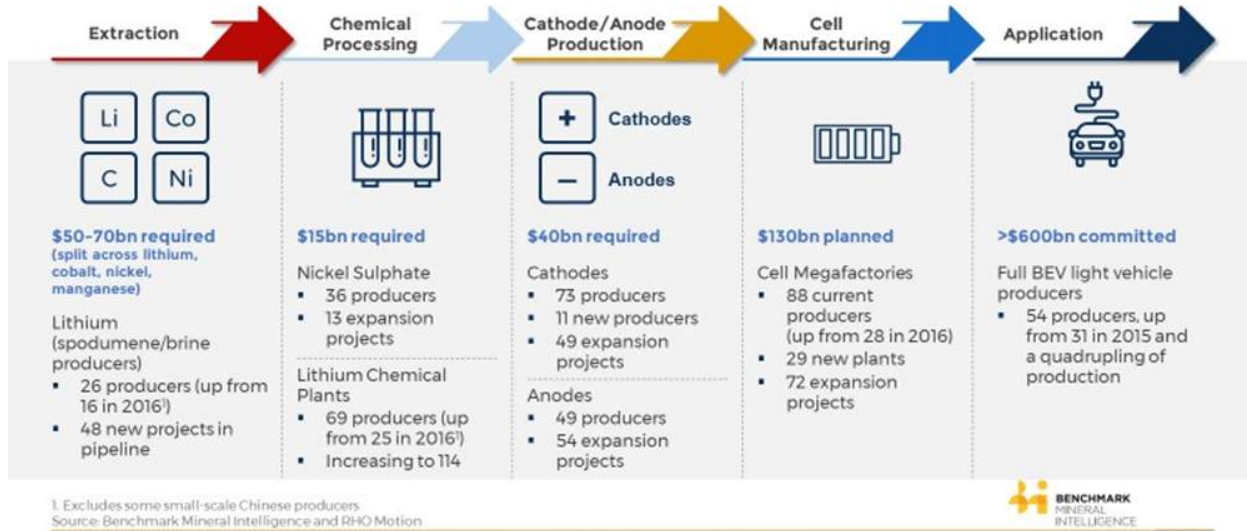 Extraction
Chemical
Processing
Cathode/Anode
Production
Cell
Manufacturing
Application
Li
Co
C
Ni
+
Cathodes
−
Anodes
$50-70bn required
(split across lithium,
cobalt, nickel,
manganese)
Lithium
(spodumene/brine
producers)
▪ 26 producers (up from
16 in 2016¹)
▪ 48 new projects in
pipeline
$15bn required
Nickel Sulphate
▪ 36 producers
▪ 13 expansion
projects
Lithium Chemical
Plants
▪ 69 producers (up
from 25 in 2016¹)
▪ Increasing to 114
$40bn required
Cathodes
▪ 73 producers
▪ 11 new producers
▪ 49 expansion
projects
Anodes
▪ 49 producers
▪ 54 expansion
projects
$130bn planned
Cell Megafactories
▪ 88 current
producers
(up from 28 in 2016)
▪ 29 new plants
▪ 72 expansion
projects
>$600bn committed
Full BEV light vehicle
producers
▪ 54 producers, up
from 31 in 2015 and
a quadrupling of
production
1. Excludes some small-scale Chinese producers
Source: Benchmark Mineral Intelligence and RHO Motion
BENCHMARK
MINERAL
INTELLIGENCE